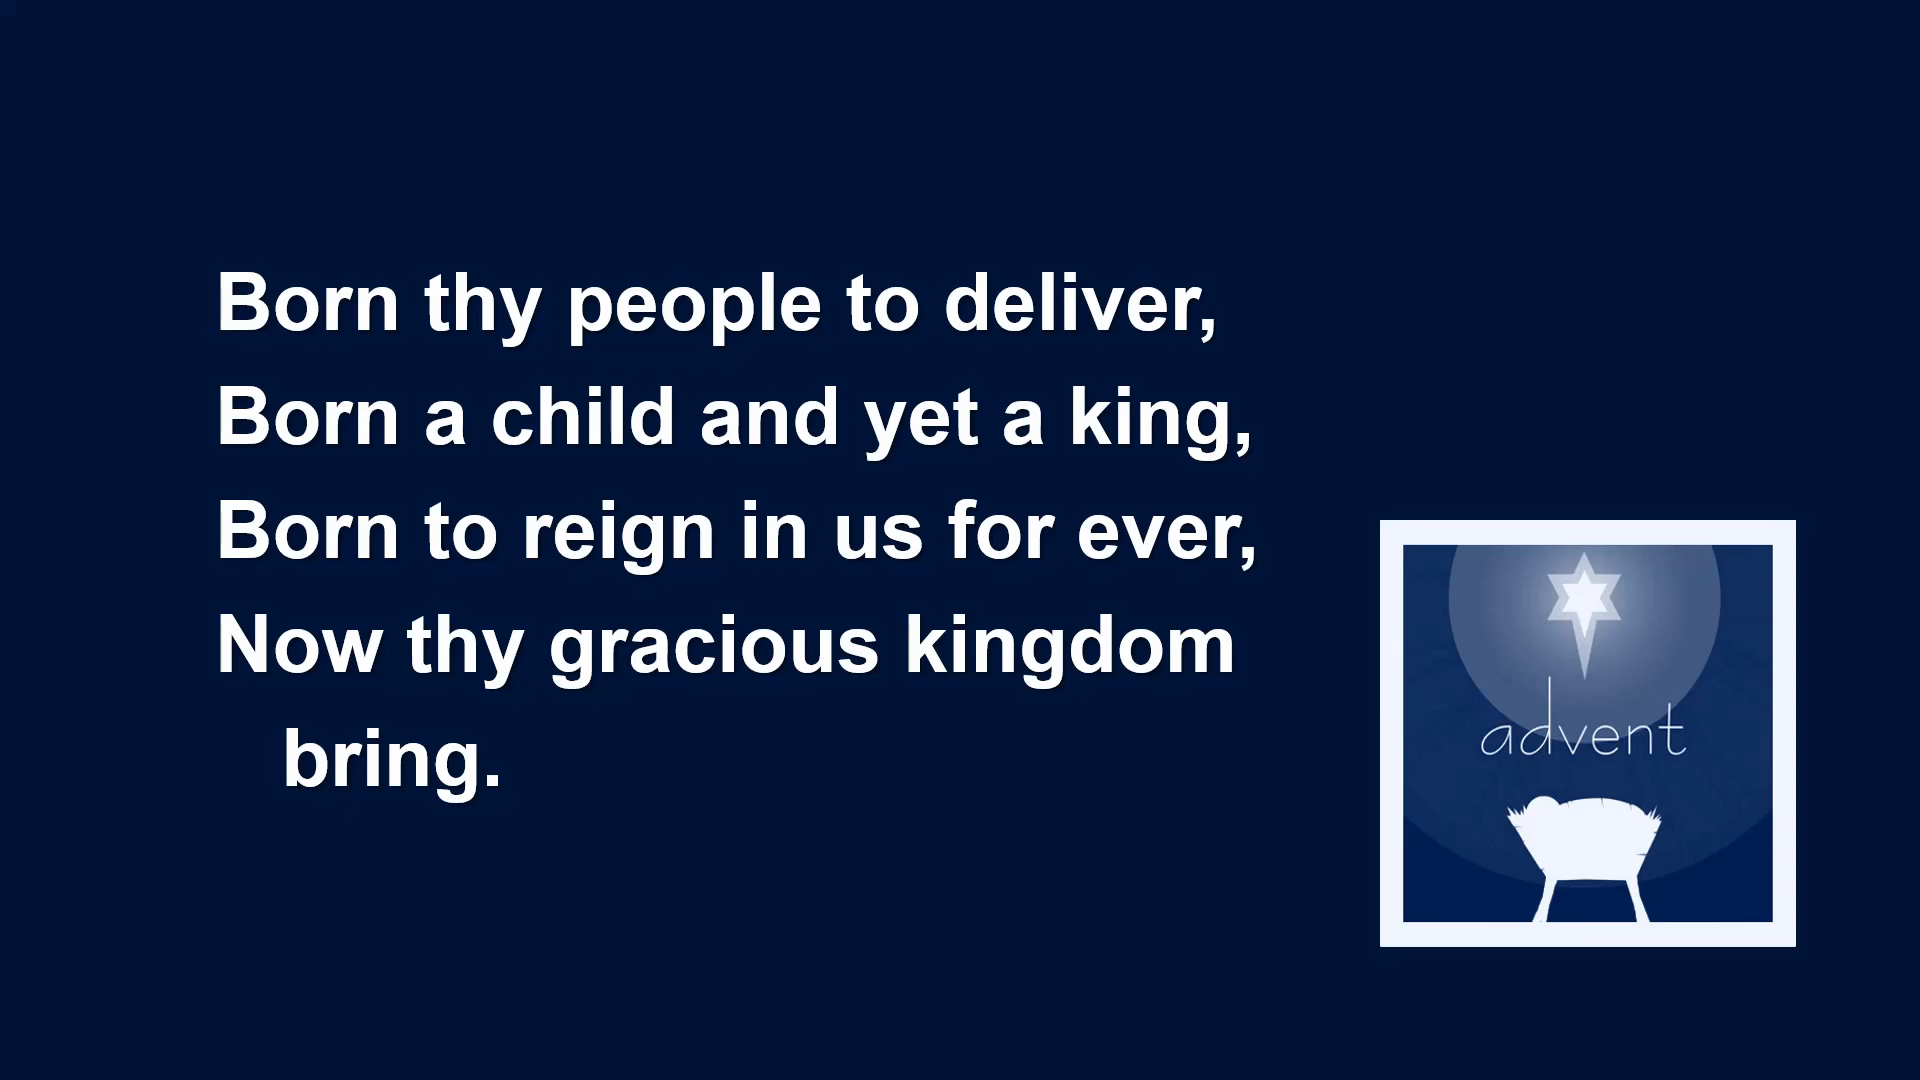 Born thy people to deliver,
Born a child and yet a king,
Born to reign in us for ever,
Now thy gracious kingdom
bring.
advent